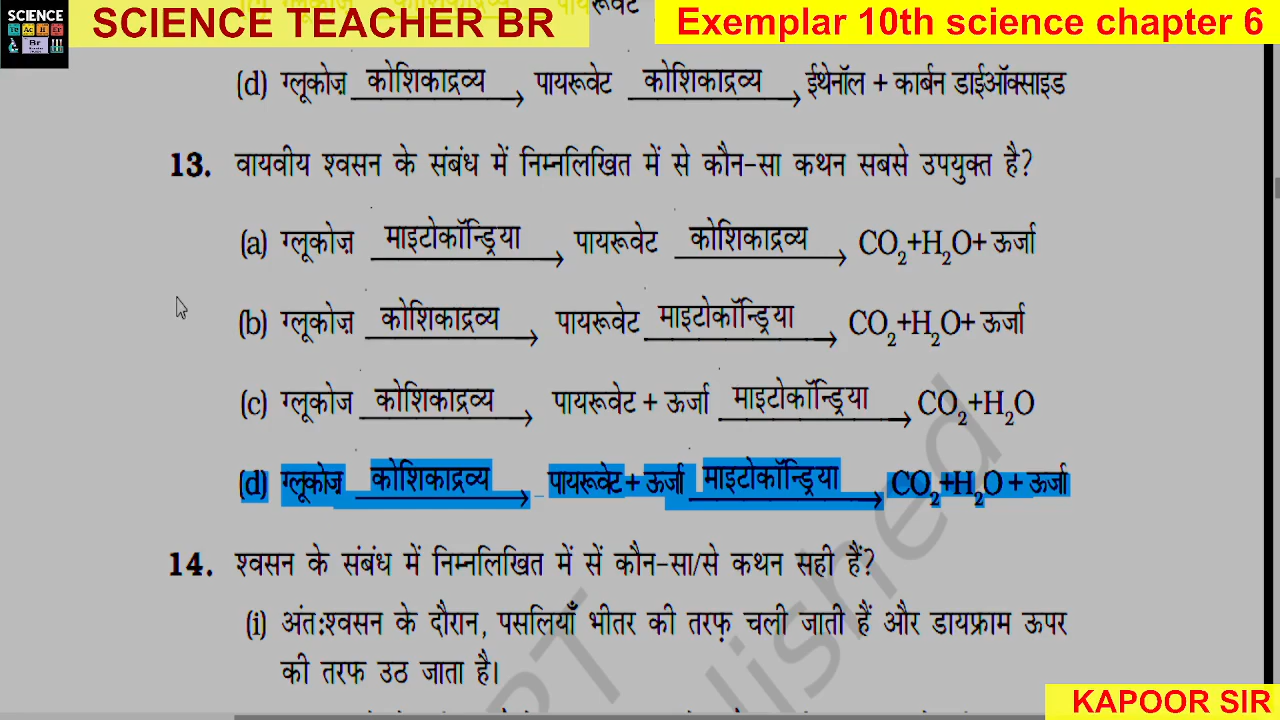 SCIENCE TEACHER BR
Exemplar 10th science chapter 6
SCIENCE
Br
(d) ग्लूकोज़ कोशिकाद्रव्य पायरूवेट कोशिकाद्रव्य ईथेनॉल + कार्बन डाईऑक्साइड
13. वायवीय श्वसन के संबंध में निम्नलिखित में से कौन-सा कथन सबसे उपयुक्त है?
(a) ग्लूकोज़ माइटोकॉन्ड्रिया पायरूवेट कोशिकाद्रव्य CO2+H2O+ ऊर्जा
(b) ग्लूकोज़ कोशिकाद्रव्य पायरूवेट माइटोकॉन्ड्रिया CO2+H2O+ ऊर्जा
(c) ग्लूकोज कोशिकाद्रव्य पायरूवेट + ऊर्जा माइटोकॉन्ड्रिया CO2+H2O
(d) ग्लूकोज़ कोशिकाद्रव्य पायरूवेट + ऊर्जा माइटोकॉन्ड्रिया CO2+H2O + ऊर्जा
14. श्वसन के संबंध में निम्नलिखित में सें कौन-सा/से कथन सही हैं?
(i) अंत:श्वसन के दौरान, पसलियाँ भीतर की तरफ़ चली जाती हैं और डायफ्राम ऊपर
की तरफ उठ जाता है।
KAPOOR SIR